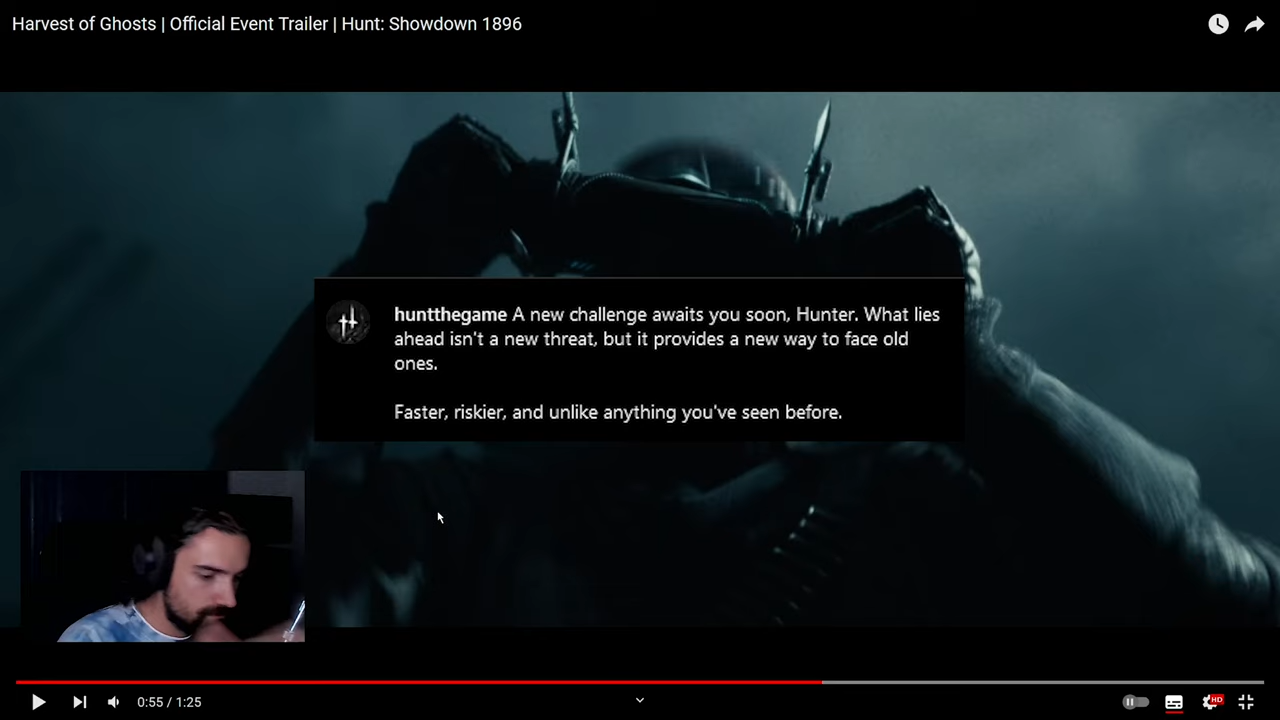 Harvest of Ghosts | Official Event Trailer | Hunt: Showdown 1896
huntthegame A new challenge awaits you soon, Hunter. What lies
ahead isn't a new threat, but it provides a new way to face old
ones.
Faster, riskier, and unlike anything you've seen before.
0:55 / 1:25
HD